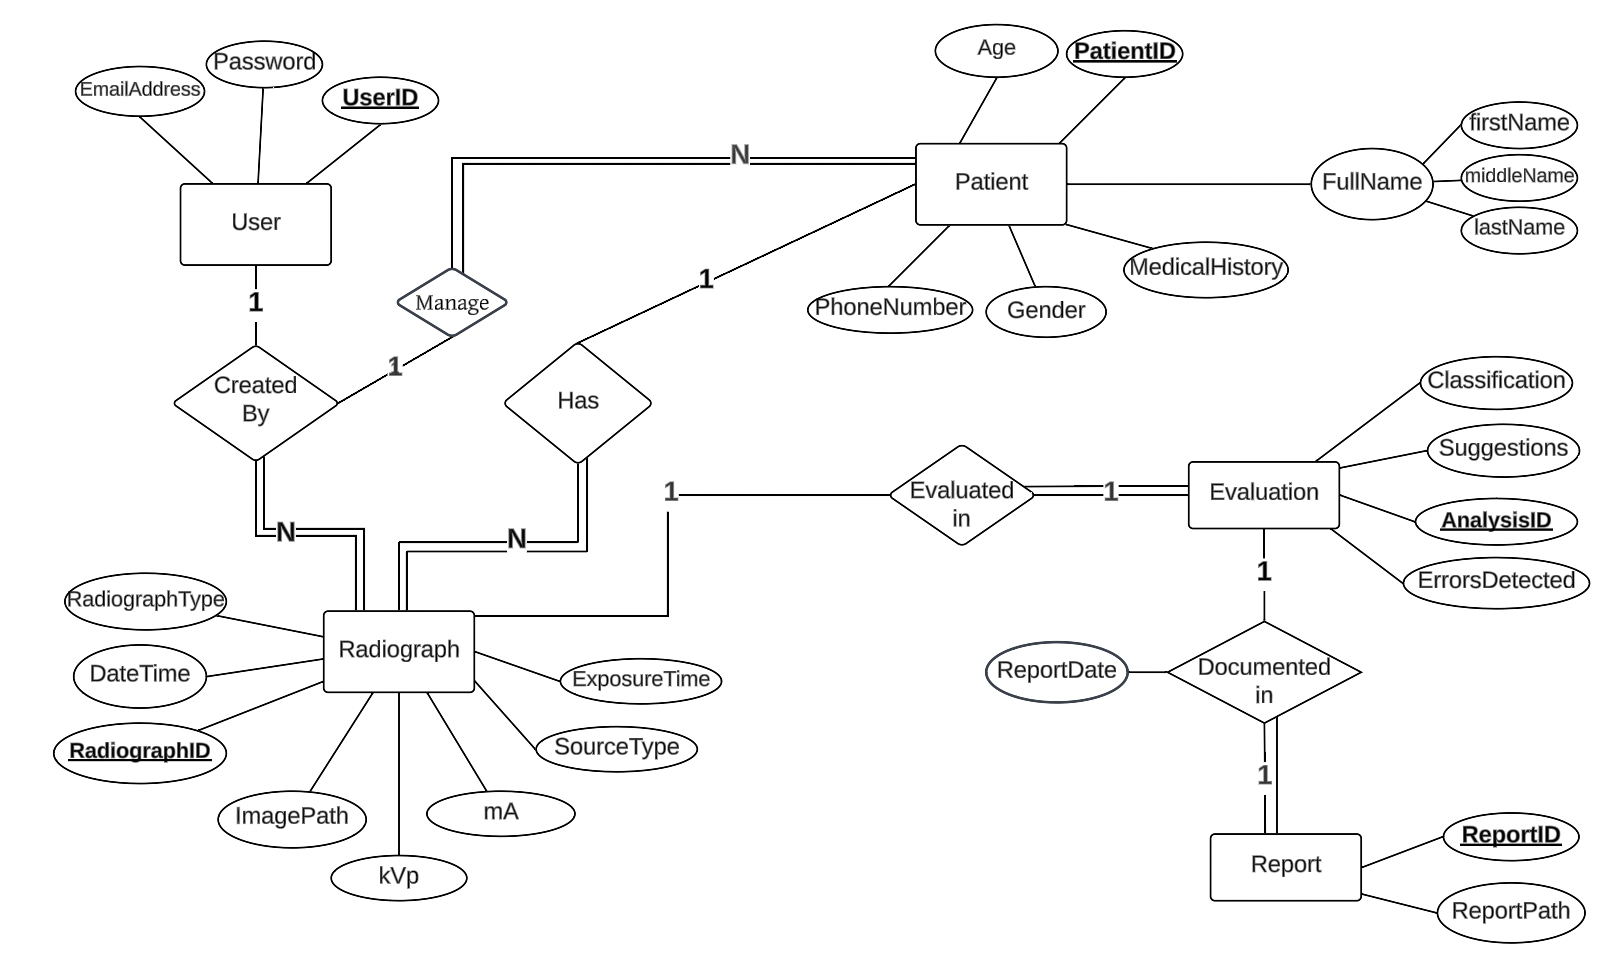 Age
PatientID
Password
EmailAddress
UserID
firstName
N
Patient
FullName
middleName
lastName
User
MedicalHistory
1
1
Manage
PhoneNumber
Gender
1
Created
By
Has
Classification
Suggestions
1
Evaluated
in
1
Evaluation
AnalysisID
N
N
1
ErrorsDetected
RadiographType
Radiograph
DateTime
ExposureTime
ReportDate
Documented
in
RadiographID
SourceType
1
ImagePath
mA
kVp
Report
ReportID
ReportPath